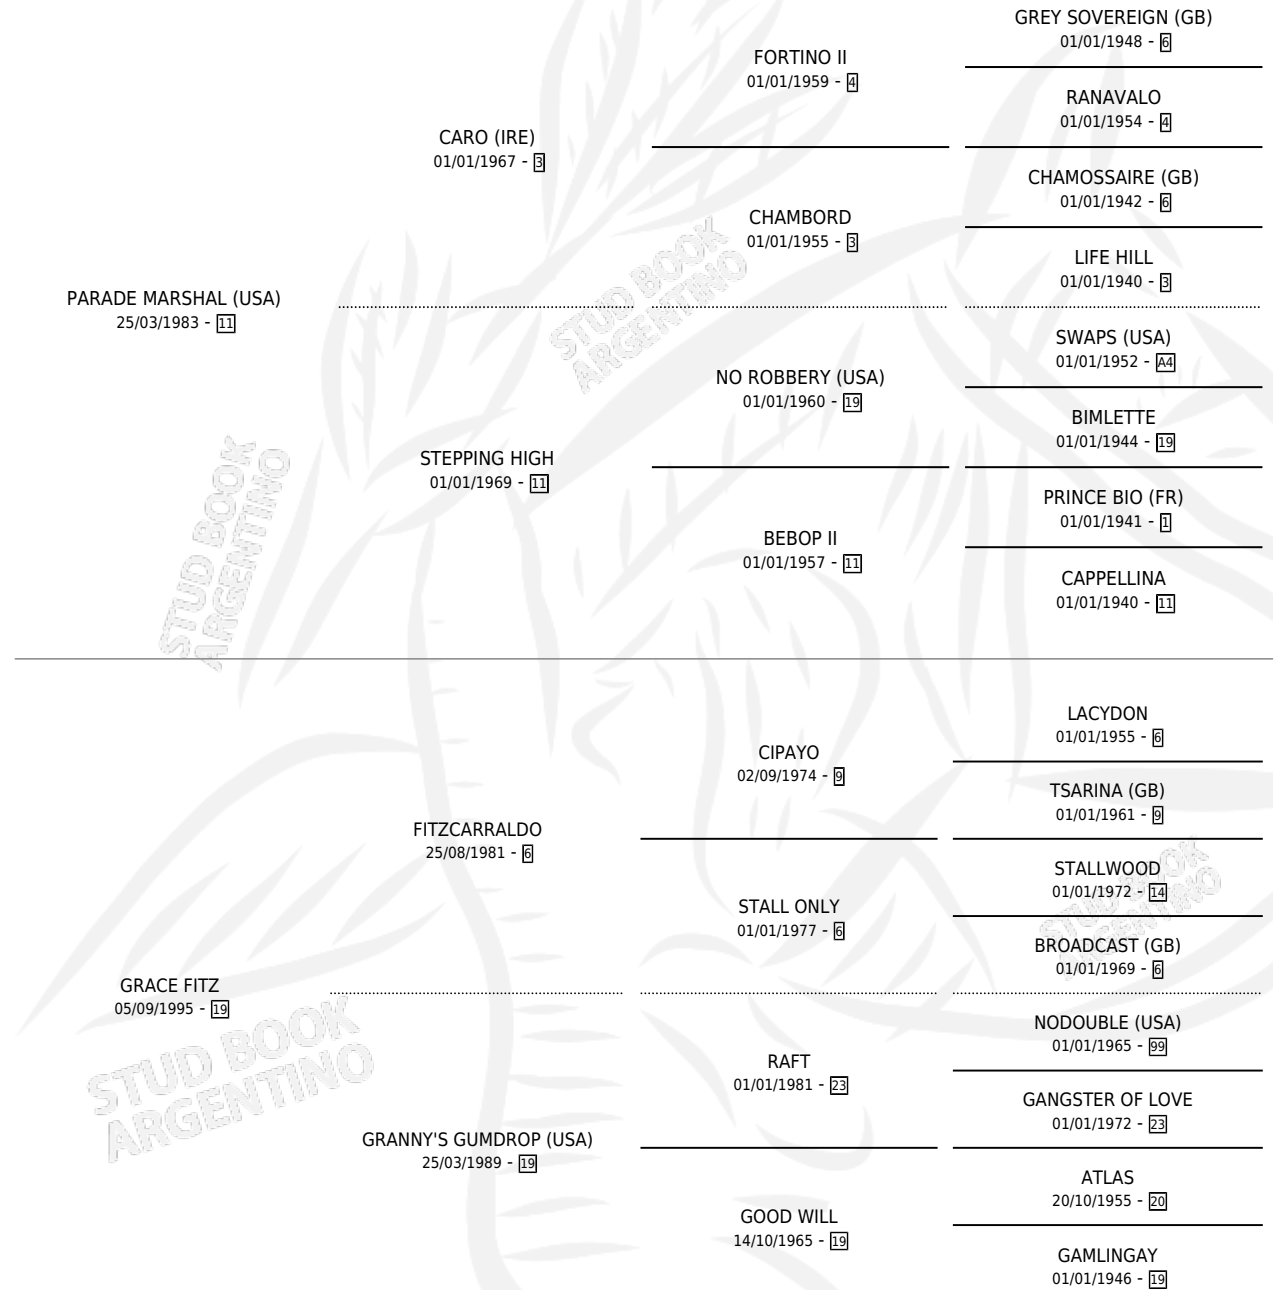 GREY SOVEREIGN (GB)
01/01/1948 - 6
FORTINO II
01/01/1959 - 4
RANAVALO
01/01/1954 - 4
CARO (IRE)
01/01/1967 - 3
CHAMOSSAIRE (GB)
01/01/1942 - 6
CHAMBORD
01/01/1955 - 3
LIFE HILL
01/01/1940 - 3
PARADE MARSHAL (USA)
25/03/1983 - 11
SWAPS (USA)
01/01/1952 - A4
NO ROBBERY (USA)
01/01/1960 - 19
BIMLETTE
01/01/1944 - 19
STEPPING HIGH
01/01/1969 - 11
PRINCE BIO (FR)
01/01/1941 - 1
BEBOP II
01/01/1957 - 11
CAPPELLINA
01/01/1940 - 11
LACYDON
01/01/1955 - 6
CIPAYO
02/09/1974 - 9
TSARINA (GB)
01/01/1961 - 9
FITZCARRALDO
25/08/1981 - 6
STALLWOOD
01/01/1972 - 14
STALL ONLY
01/01/1977 - 6
BROADCAST (GB)
01/01/1969 - 6
GRACE FITZ
05/09/1995 - 19
NODOUBLE (USA)
01/01/1965 - 99
RAFT
01/01/1981 - 23
GANGSTER OF LOVE
01/01/1972 - 23
GRANNY'S GUMDROP (USA)
25/03/1989 - 19
ATLAS
20/10/1955 - 20
GOOD WILL
14/10/1965 - 19
GAMLINGAY
01/01/1946 - 19
STUD BOOK
ARGENTINO
STUD BOOK
ARGENTINO
STUD BOOK
ARGENTINO
STUD BOOK
ARGENTINO